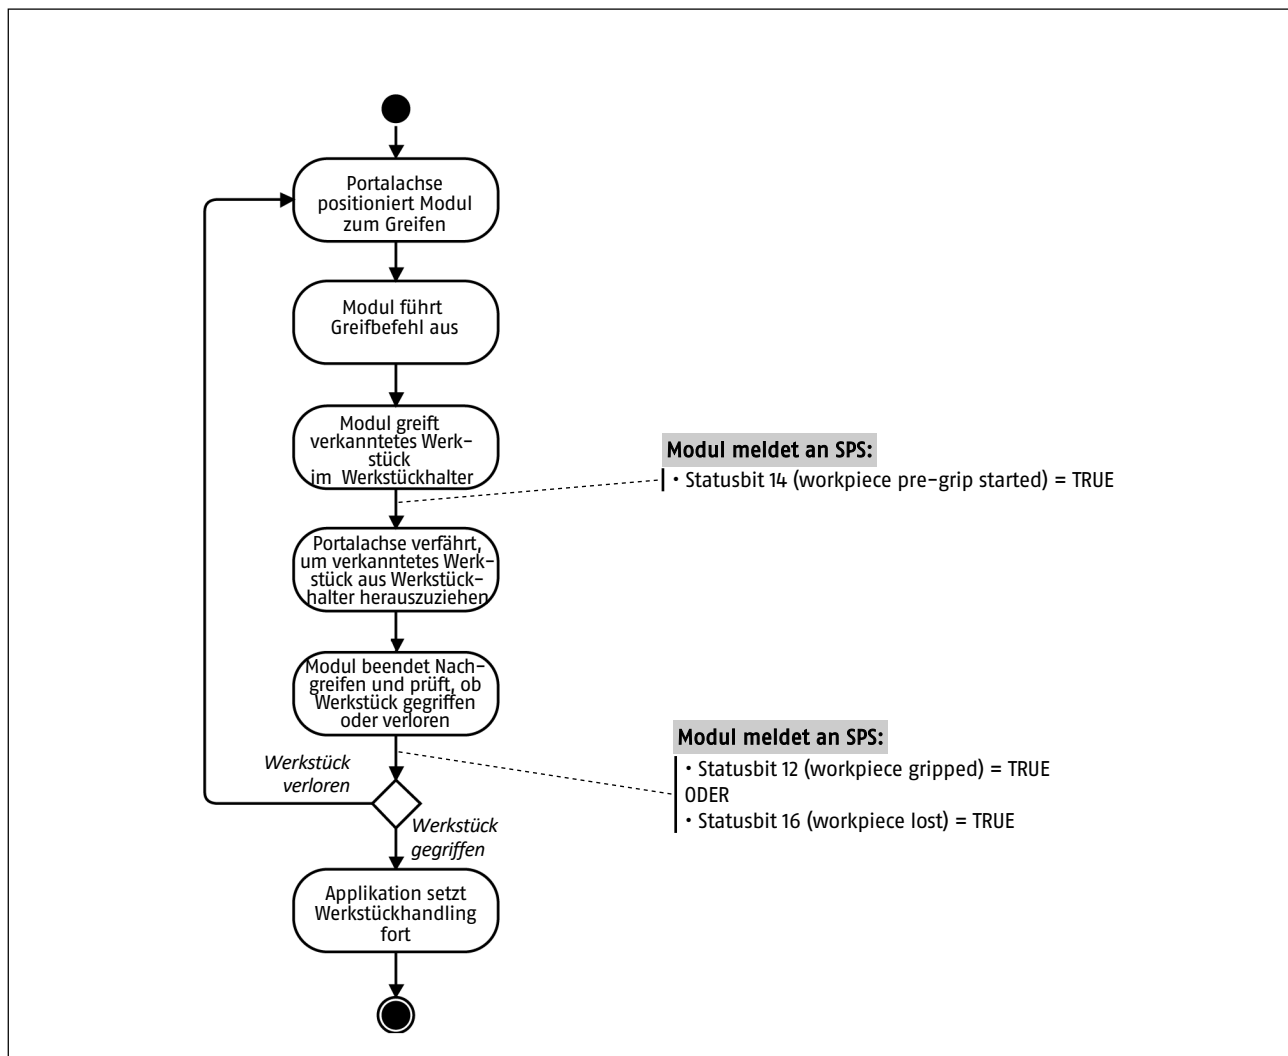 Portalachse
positioniert Modul
zum Greifen
Modul führt
Greifbefehl aus
Modul greift
verkanntetes Werk-
stück
im Werkstückhalter
Modul meldet an SPS:
• Statusbit 14 (workpiece pre-grip started) = TRUE
Portalachse verfährt,
um verkanntetes Werk-
stück aus Werkstück-
halter herauszuziehen
Modul beendet Nach-
greifen und prüft, ob
Werkstück gegriffen
oder verloren
Modul meldet an SPS:
• Statusbit 12 (workpiece gripped) = TRUE
ODER
• Statusbit 16 (workpiece lost) = TRUE
Werkstück
verloren
Werkstück
gegriffen
Applikation setzt
Werkstückhandling
fort